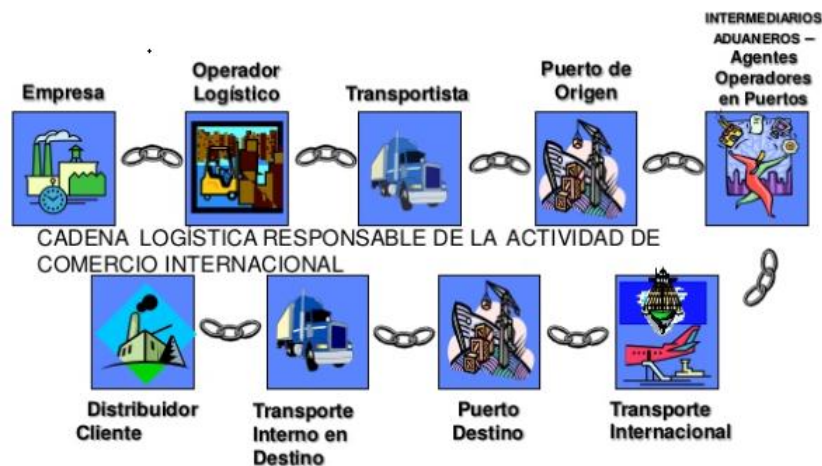 INTERMEDIARIOS
ADUANEROS –
Agentes
Operadores
en Puertos
Empresa
Operador
Logístico
Transportista
Puerto de
Origen
CADENA LOGISTICA RESPONSABLE DE LA ACTIVIDAD DE
COMERCIO INTERNACIONAL
Distribuidor
Cliente
Transporte
Interno en
Destino
Puerto
Destino
Transporte
Internacional